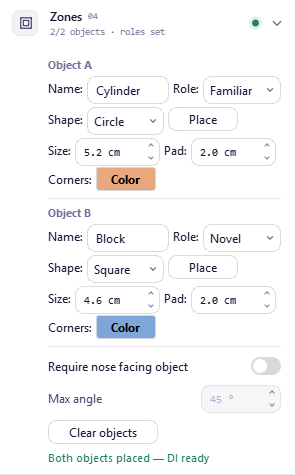 Zones 04
2/2 objects · roles set
Object A
Name: Cylinder Role: Familiar
Shape: Circle Place
Size: 5.2 cm Pad: 2.0 cm
Corners: Color
Object B
Name: Block Role: Novel
Shape: Square Place
Size: 4.6 cm Pad: 2.0 cm
Corners: Color
Require nose facing object
Max angle 45 °
Clear objects
Both objects placed — DI ready